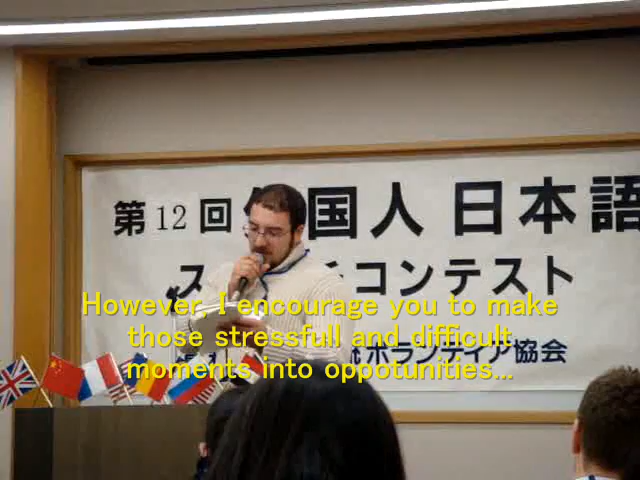 第12回 国人 日本語
ス コンテスト
However, I encourage you to make
those stressfull and difficult
moments into oppotunities...
ボランティア協会